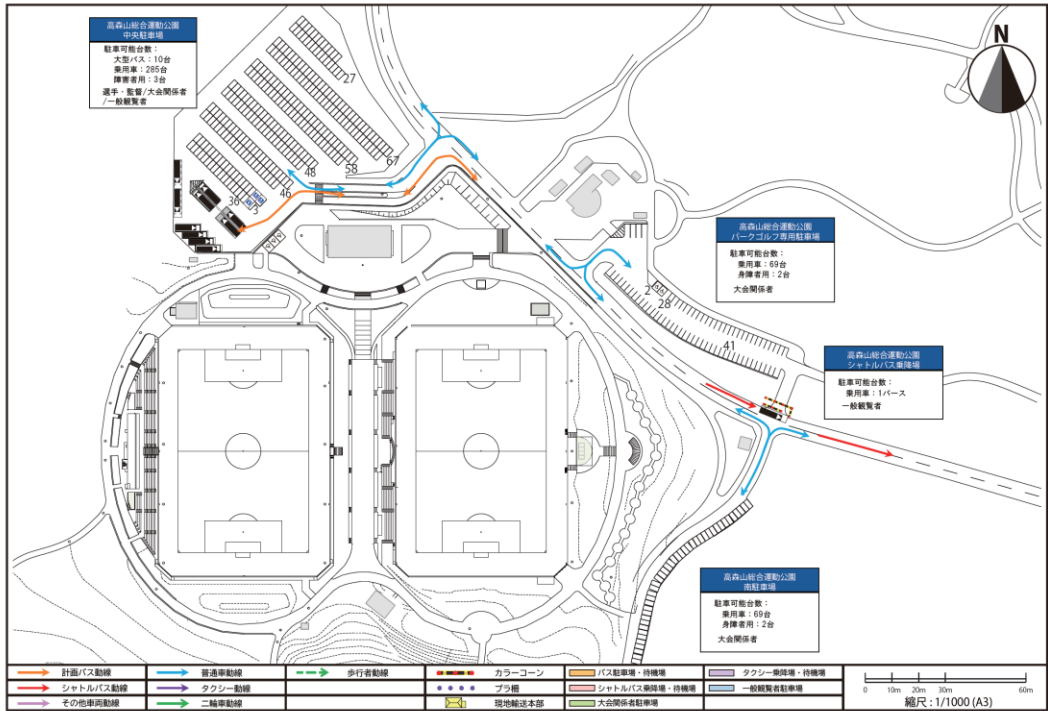 高森山総合運動公園
中央駐車場
駐車可能台数：
大型バス：10台
乗用車：285台
障害者用：3台
選手・監督/大会関係者
/一般観覧者
N
27
67
58
48
46
36
3
高森山総合運動公園
パークゴルフ専用駐車場
駐車可能台数：
乗用車：69台
身障者用：2台
大会関係者
2
28
41
高森山総合運動公園
シャトルバス乗降場
駐車可能台数：
乗用車：1バース
一般観覧者
高森山総合運動公園
南駐車場
駐車可能台数：
乗用車：69台
身障者用：2台
大会関係者
計画バス動線
普通車動線
歩行者動線
カラーコーン
バス駐車場・待機場
タクシー乗降場・待機場
シャトルバス動線
タクシー動線
プラ柵
シャトルバス乗降場・待機場
一般観覧者駐車場
その他車両動線
二輪車動線
現地輸送本部
大会関係者駐車場
0 10m 20m 30m 60m
縮尺：1/1000 (A3)